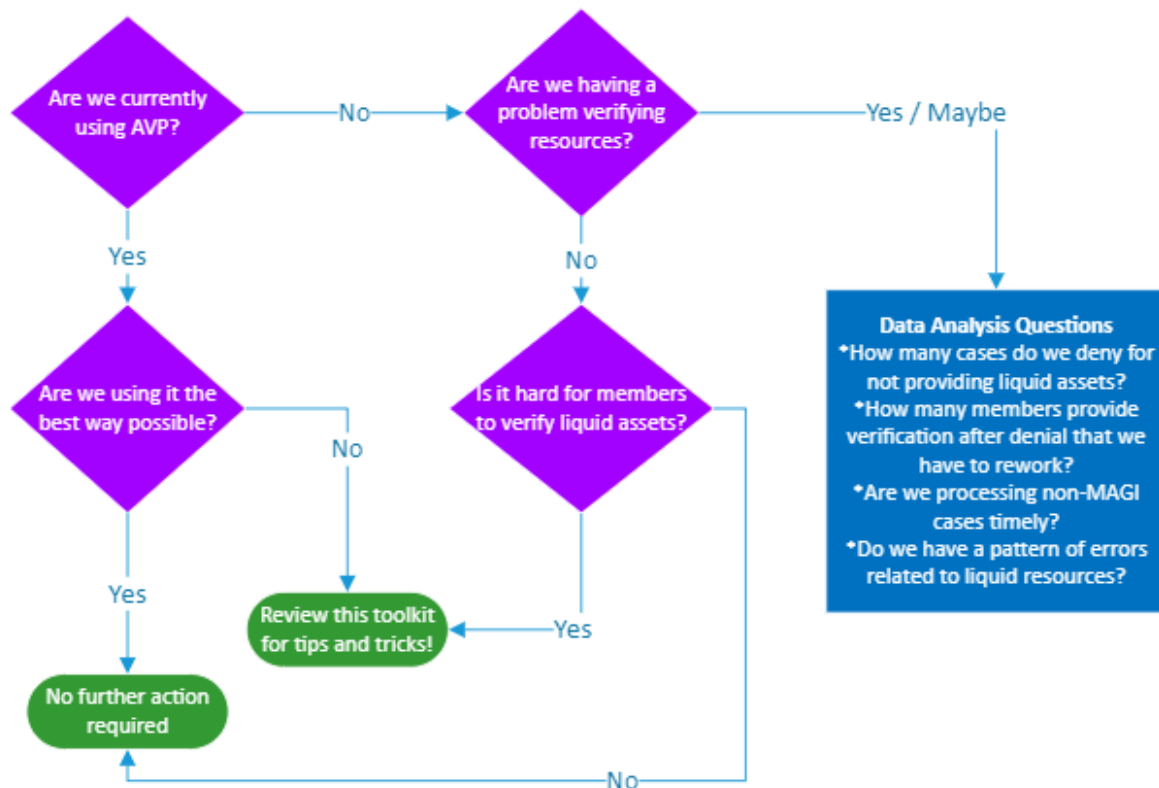 Are we currently
using AVP?
No
Are we having a
problem verifying
resources?
Yes / Maybe
Yes
No
Data Analysis Questions
*How many cases do we deny for
not providing liquid assets?
*How many members provide
verification after denial that we
have to rework?
*Are we processing non-MAGI
cases timely?
*Do we have a pattern of errors
related to liquid resources?
Are we using it the
best way possible?
No
Is it hard for members
to verify liquid assets?
Yes
Review this toolkit
for tips and tricks!
Yes
No further action
required
No